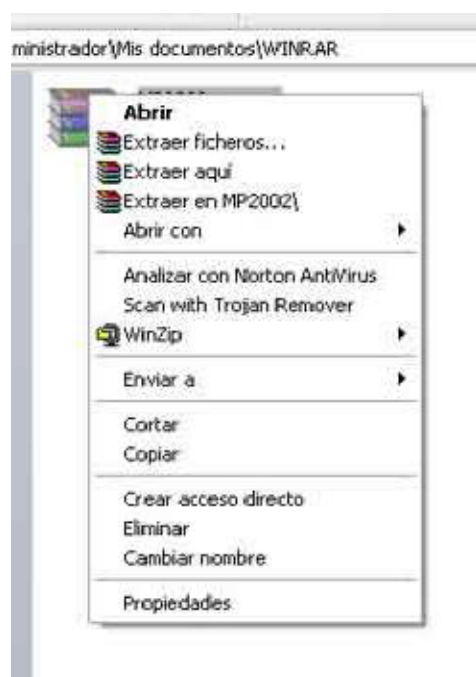 ministrador\Mis documentos\WINRAR
Abrir
Extraer ficheros...
Extraer aquí
Extraer en MP2002\
Abrir con
Analizar con Norton AntiVirus
Scan with Trojan Remover
WinZip
Enviar a
Cortar
Copiar
Crear acceso directo
Eliminar
Cambiar nombre
Propiedades